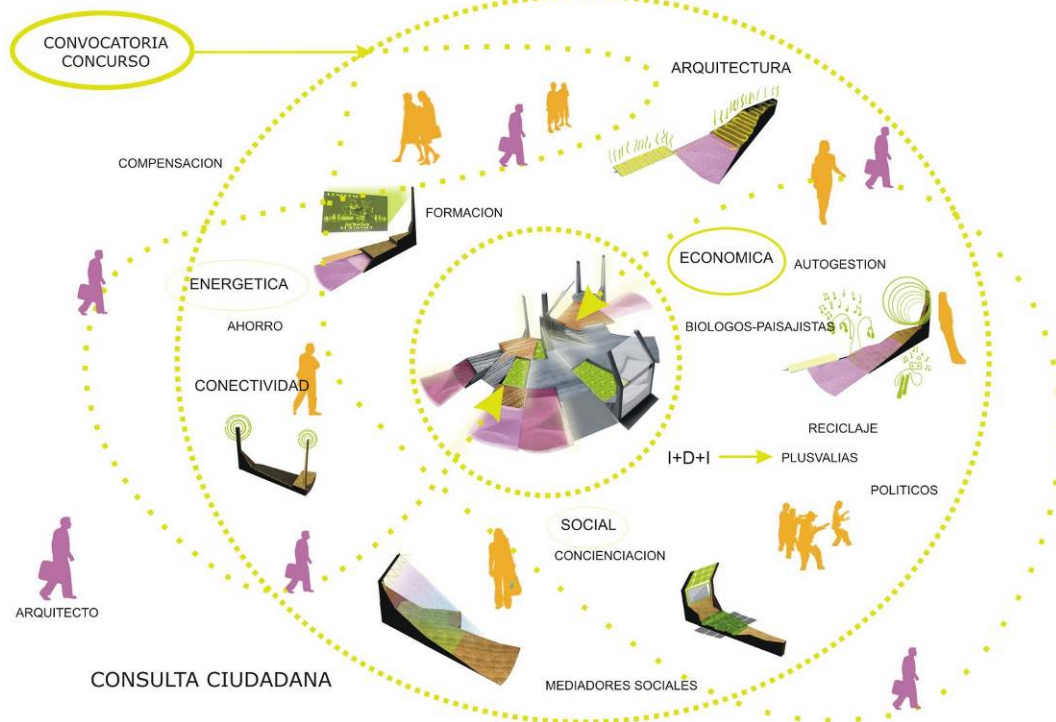 CONVOCATORIA
CONCURSO
ARQUITECTURA
COMPENSACION
FORMACION
ECONOMICA
AUTOGESTION
ENERGETICA
AHORRO
BIOLOGOS-PAISAJISTAS
CONECTIVIDAD
RECICLAJE
I+D+I
PLUSVALIAS
POLITICOS
SOCIAL
CONCIENCIACION
ARQUITECTO
CONSULTA CIUDADANA
MEDIADORES SOCIALES